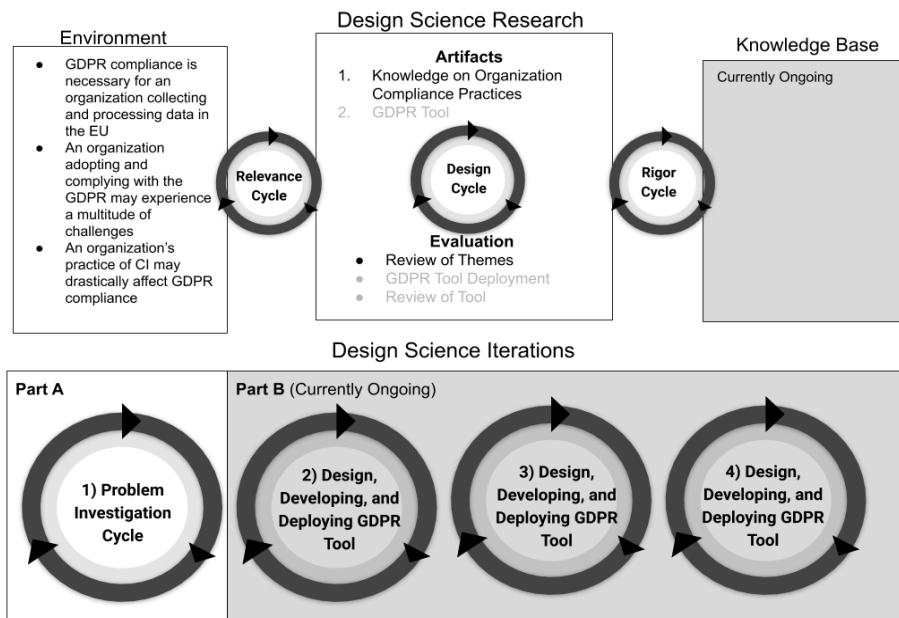 Design Science Research
Environment
Knowledge Base
● GDPR compliance is
necessary for an
organization collecting
and processing data in
the EU
● An organization
adopting and
complying with the
GDPR may experience
a multitude of
challenges
● An organization's
practice of CI may
drastically affect GDPR
compliance
Relevance
Cycle
Artifacts
1. Knowledge on Organization
Compliance Practices
2. GDPR Tool
Design
Cycle
Evaluation
● Review of Themes
● GDPR Tool Deployment
● Review of Tool
Rigor
Cycle
Currently Ongoing
Design Science Iterations
Part A
1) Problem
Investigation
Cycle
Part B (Currently Ongoing)
2) Design,
Developing, and
Deploying GDPR
Tool
3) Design,
Developing, and
Deploying GDPR
Tool
4) Design,
Developing, and
Deploying GDPR
Tool